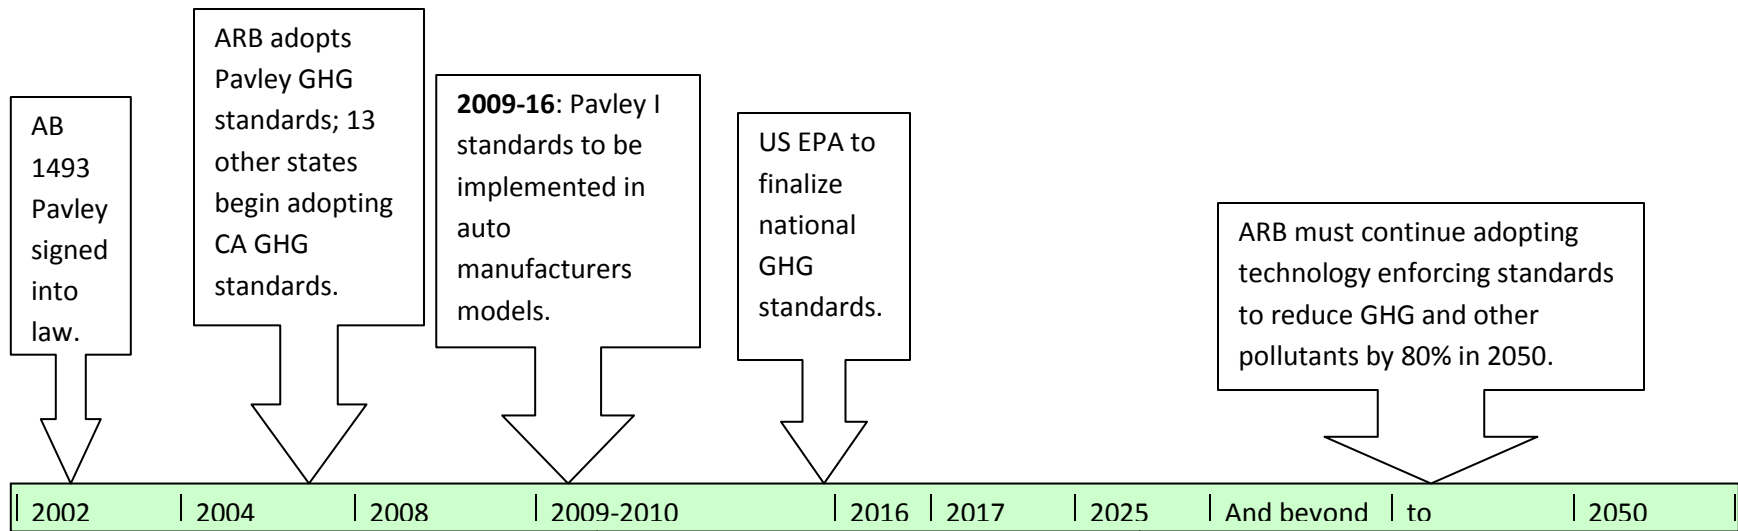 AB
1493
Pavley
signed
into
law.
ARB adopts
Pavley GHG
standards; 13
other states
begin adopting
CA GHG
standards.
2009-16: Pavley I
standards to be
implemented in
auto
manufacturers
models.
US EPA to
finalize
national
GHG
standards.
ARB must continue adopting
technology enforcing standards
to reduce GHG and other
pollutants by 80% in 2050.
2002 2004 2008 2009-2010 2016 2017 2025 And beyond to 2050